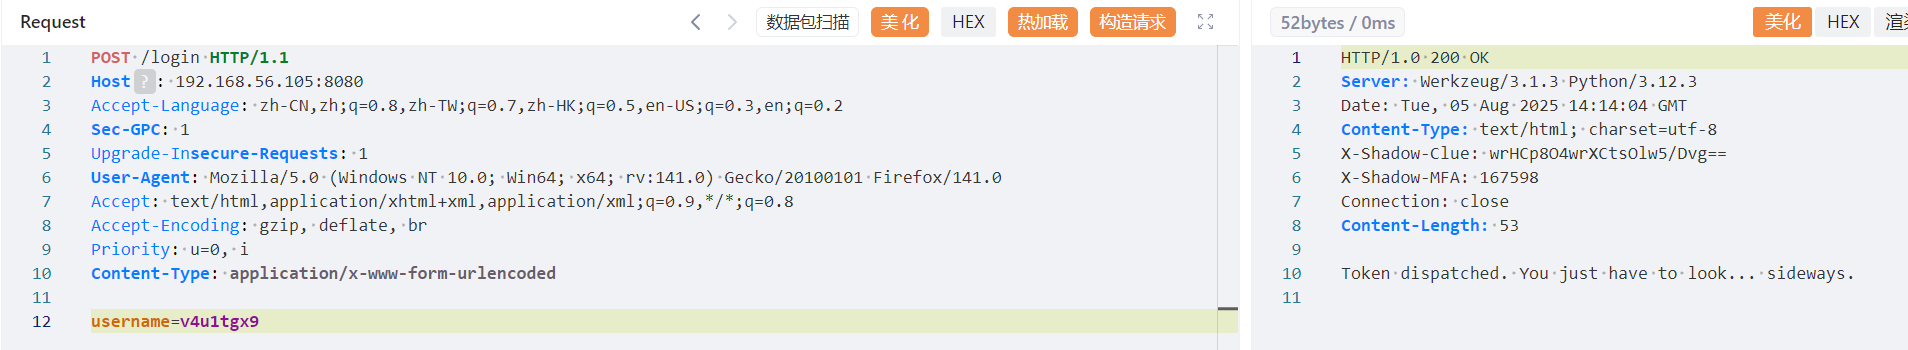 Request
数据包扫描
美化
HEX
热加载
构造请求
1 POST /login HTTP/1.1
2 Host ? : 192.168.56.105:8080
3 Accept-Language: zh-CN,zh;q=0.8,zh-TW;q=0.7,zh-HK;q=0.5,en-US;q=0.3,en;q=0.2
4 Sec-GPC: 1
5 Upgrade-Insecure-Requests: 1
6 User-Agent: Mozilla/5.0 (Windows NT 10.0; Win64; x64; rv:141.0) Gecko/20100101 Firefox/141.0
7 Accept: text/html,application/xhtml+xml,application/xml;q=0.9,*/*;q=0.8
8 Accept-Encoding: gzip, deflate, br
9 Priority: u=0, i
10 Content-Type: application/x-www-form-urlencoded
11
12 username=v4u1tgx9
52bytes / 0ms
美化
HEX
1 HTTP/1.0 200 OK
2 Server: Werkzeug/3.1.3 Python/3.12.3
3 Date: Tue, 05 Aug 2025 14:14:04 GMT
4 Content-Type: text/html; charset=utf-8
5 X-Shadow-Clue: wrHCp8O4wrXCtsOlw5/Dvg==
6 X-Shadow-MFA: 167598
7 Connection: close
8 Content-Length: 53
9
10 Token dispatched. You just have to look... sideways.
11